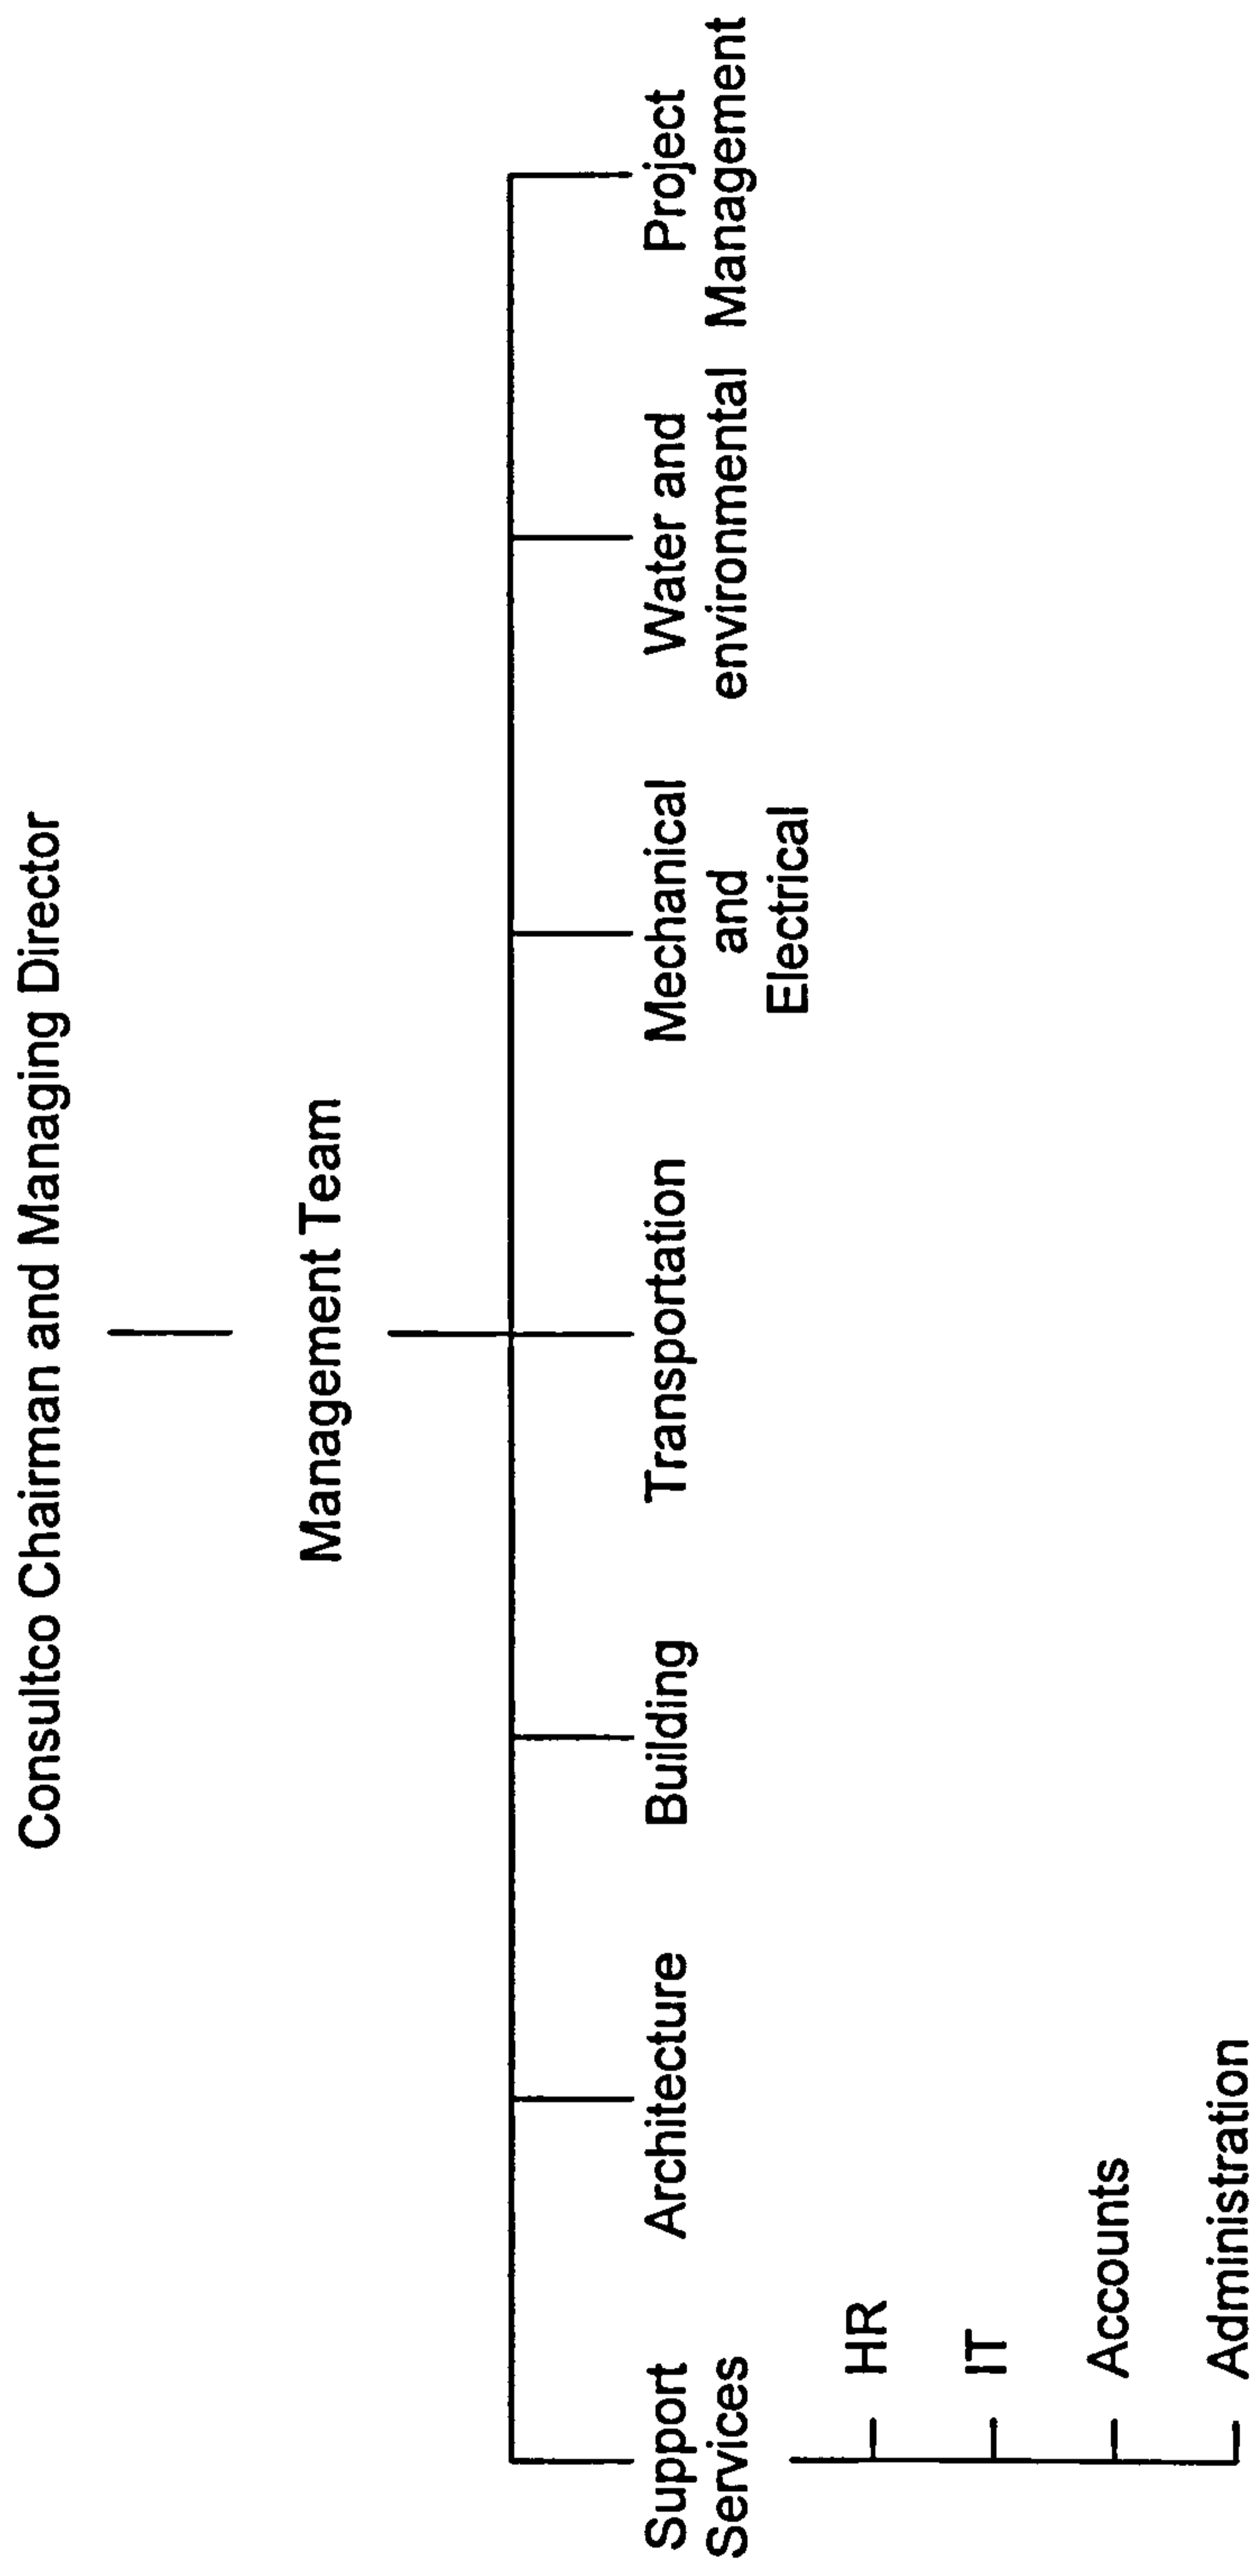 Consultco Chairman and Managing Director
Management Team
Support
Services
Architecture
Building
Transportation
Mechanical
and
Electrical
Water and
environmental
Project
Management
HR
IT
Accounts
Administration